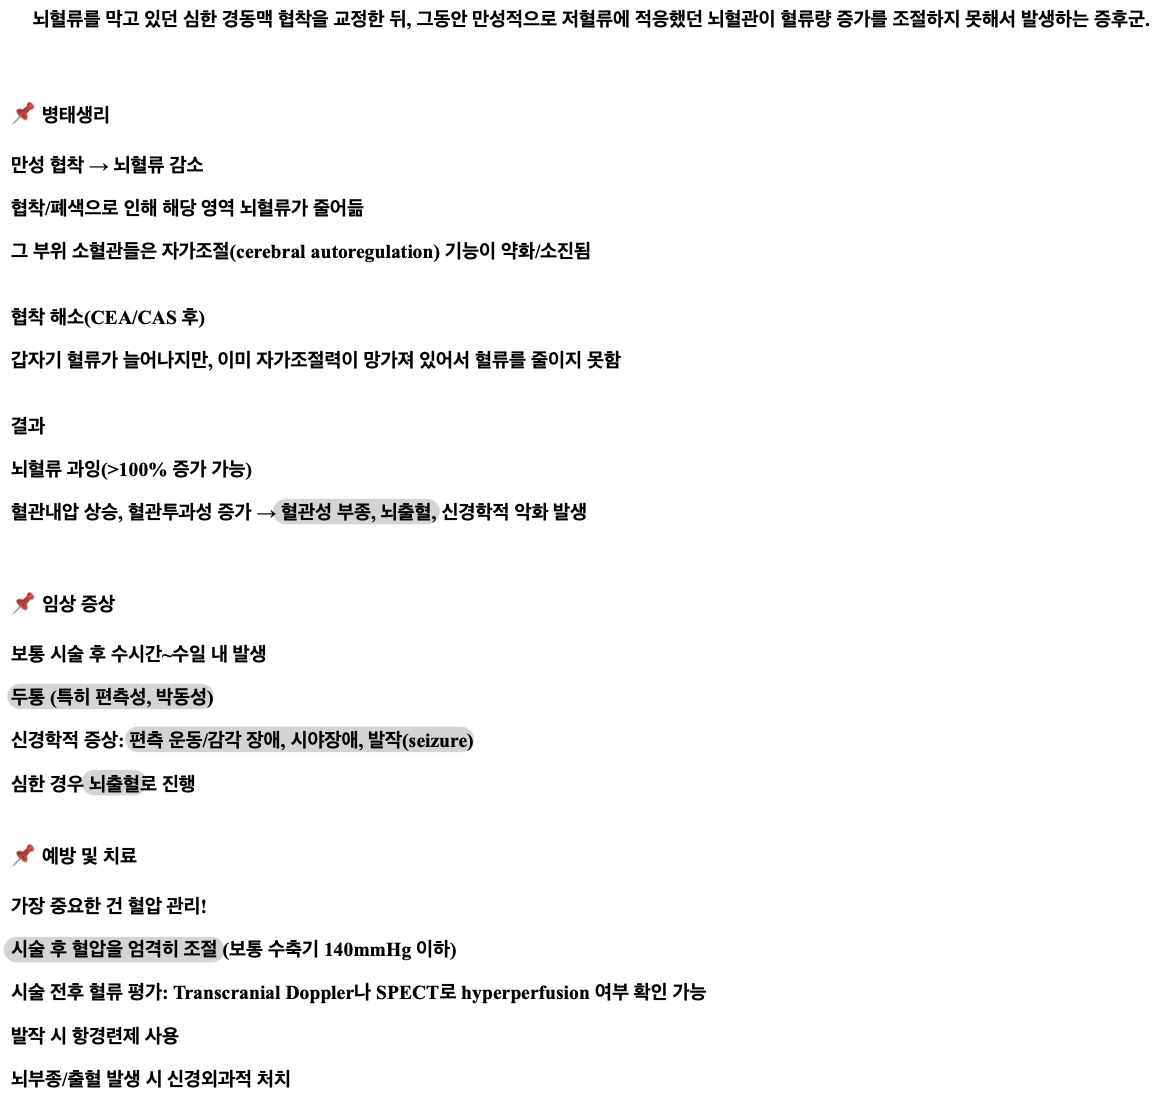 뇌혈류를 막고 있던 심한 경동맥 협착을 교정한 뒤, 그동안 만성적으로 저혈류에 적응했던 뇌혈관이 혈류량 증가를 조절하지 못해서 발생하는 증후군.
📌 병태생리
만성 협착 → 뇌혈류 감소
협착/폐색으로 인해 해당 영역 뇌혈류가 줄어듦
그 부위 소혈관들은 자가조절(cerebral autoregulation) 기능이 약화/소진됨
협착 해소(CEA/CAS 후)
갑자기 혈류가 늘어나지만, 이미 자가조절력이 망가져 있어서 혈류를 줄이지 못함
결과
뇌혈류 과잉(>100% 증가 가능)
혈관내압 상승, 혈관투과성 증가 → 혈관성 부종, 뇌출혈, 신경학적 악화 발생
📌 임상 증상
보통 시술 후 수시간~수일 내 발생
두통 (특히 편측성, 박동성)
신경학적 증상: 편측 운동/감각 장애, 시야장애, 발작(seizure)
심한 경우 뇌출혈로 진행
📌 예방 및 치료
가장 중요한 건 혈압 관리!
시술 후 혈압을 엄격히 조절 (보통 수축기 140mmHg 이하)
시술 전후 혈류 평가: Transcranial Doppler나 SPECT로 hyperperfusion 여부 확인 가능
발작 시 항경련제 사용
뇌부종/출혈 발생 시 신경외과적 처치